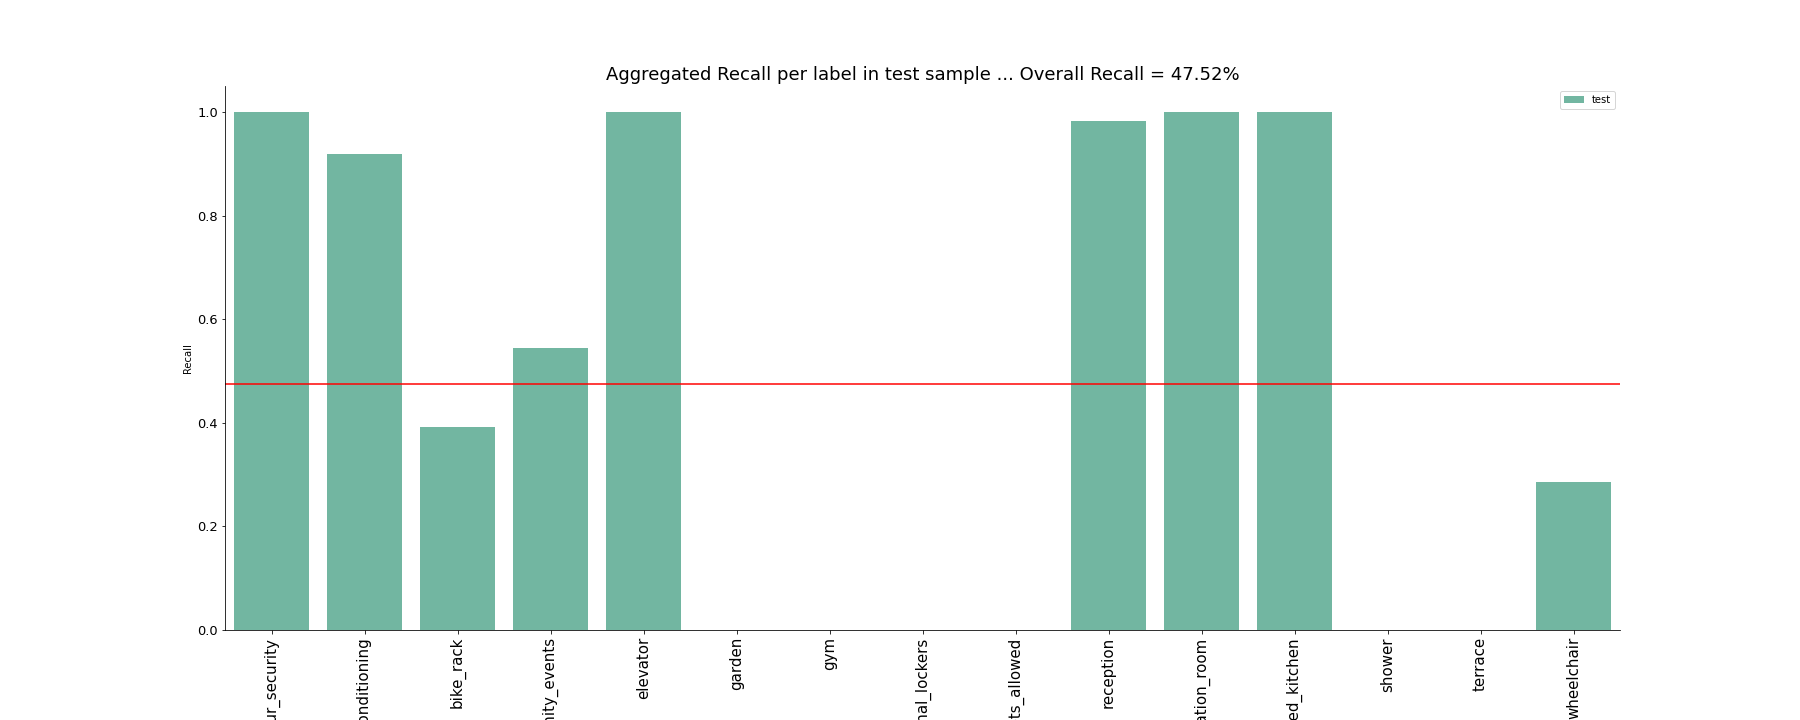 Aggregated Recall per label in test sample ... Overall Recall = 47.52%
test
1.0
0.8
0.6
0.4
0.2
0.0
Recall
ur_security
onditioning
bike_rack
nity_events
elevator
garden
gym
nal_lockers
ts_allowed
reception
ation_room
ed_kitchen
shower
terrace
wheelchair